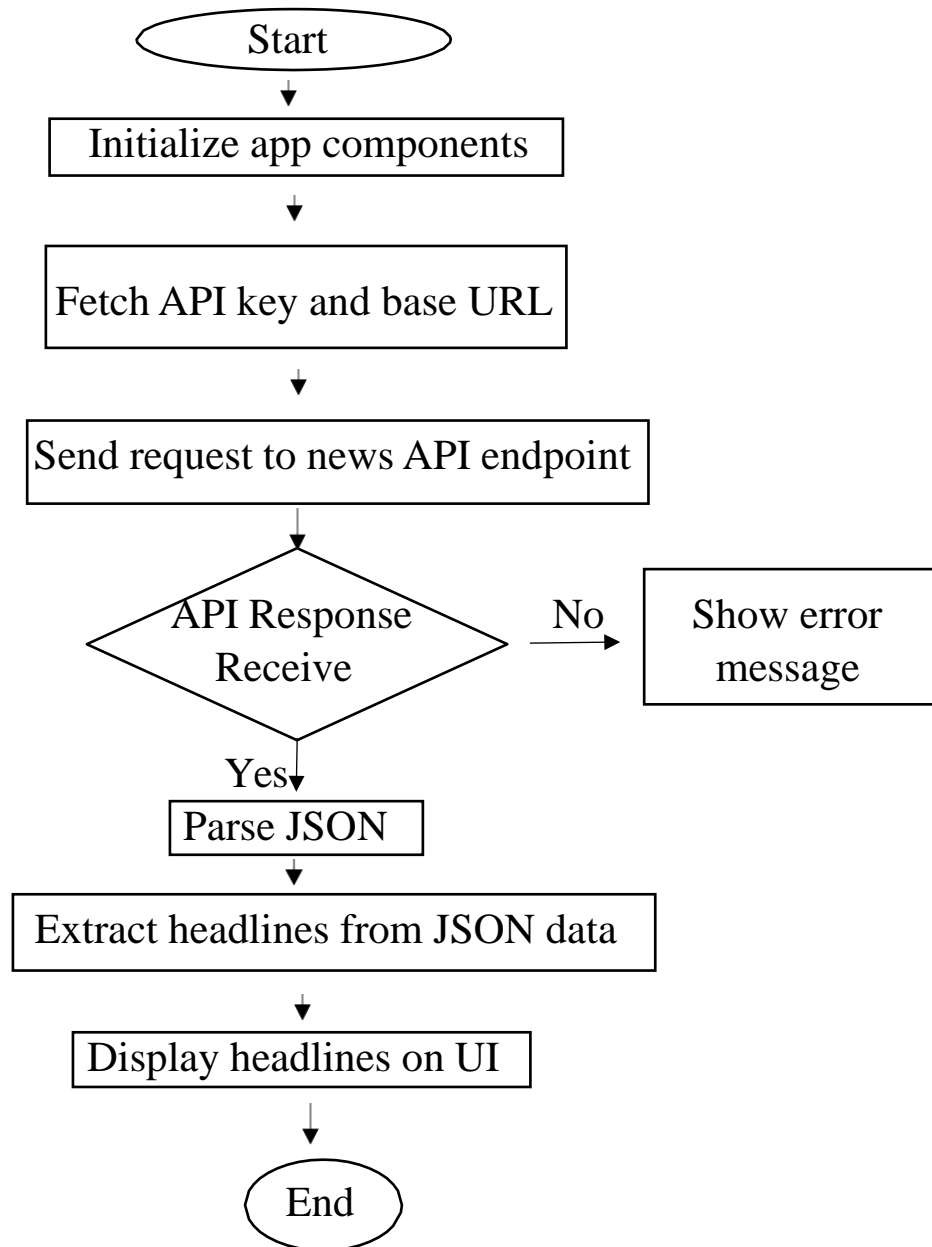 Start
Initialize app components
Fetch API key and base URL
Send request to news API endpoint
API Response
Receive
No
Show error
message
Yes
Parse JSON
Extract headlines from JSON data
Display headlines on UI
End